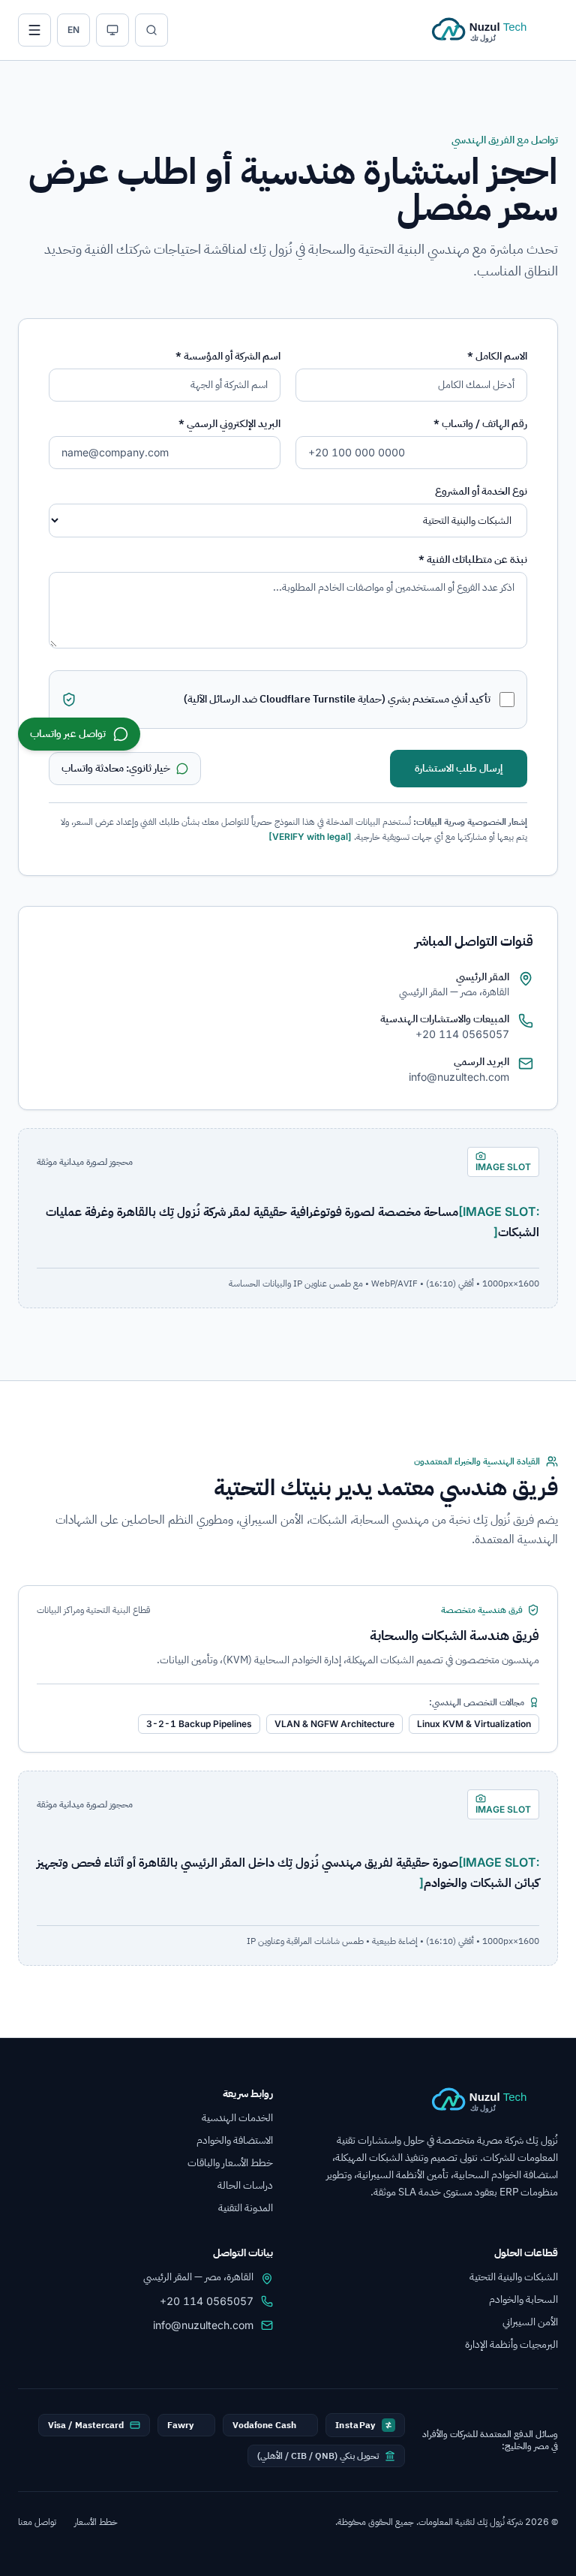 Nuzul Tech
نُزول تِك
EN
تواصل مع الفريق الهندسي
احجز استشارة هندسية أو اطلب عرض
سعر مفصل
تحدث مباشرة مع مهندسي البنية التحتية والسحابة في نُزول تِك لمناقشة احتياجات شركتك الفنية وتحديد
النطاق المناسب.
الاسم الكامل *
اسم الشركة أو المؤسسة *
أدخل اسمك الكامل
اسم الشركة أو الجهة
رقم الهاتف / واتساب *
البريد الإلكتروني الرسمي *
+20 100 000 0000
name@company.com
نوع الخدمة أو المشروع
الشبكات والبنية التحتية
نبذة عن متطلباتك الفنية *
اذكر عدد الفروع أو المستخدمين أو مواصفات الخادم المطلوبة...
تأكيد أنني مستخدم بشري (حماية Cloudflare Turnstile ضد الرسائل الآلية)
تواصل عبر واتساب
إرسال طلب الاستشارة
خيار ثانوي: محادثة واتساب
إشعار الخصوصية وسرية البيانات: تُستخدم البيانات المدخلة في هذا النموذج حصرياً للتواصل معك بشأن طلبك الفني وإعداد عرض السعر، ولا
يتم بيعها أو مشاركتها مع أي جهات تسويقية خارجية. [VERIFY with legal]
قنوات التواصل المباشر
المقر الرئيسي
القاهرة، مصر — المقر الرئيسي
المبيعات والاستشارات الهندسية
+20 114 0565057
البريد الرسمي
info@nuzultech.com
IMAGE SLOT
محجوز لصورة ميدانية موثقة
[IMAGE SLOT: مساحة مخصصة لصورة فوتوغرافية حقيقية لمقر شركة نُزول تِك بالقاهرة وغرفة عمليات
الشبكات]
1600×1000px • أفقي (16:10) • WebP/AVIF • مع طمس عناوين IP والبيانات الحساسة
القيادة الهندسية والخبراء المعتمدون
فريق هندسي معتمد يدير بنيتك التحتية
يضم فريق نُزول تِك نخبة من مهندسي السحابة، الشبكات، الأمن السيبراني، ومطوري النظم الحاصلين على الشهادات
الهندسية المعتمدة.
فرق هندسية متخصصة
قطاع البنية التحتية ومراكز البيانات
فريق هندسة الشبكات والسحابة
مهندسون متخصصون في تصميم الشبكات المهيكلة، إدارة الخوادم السحابية (KVM)، وتأمين البيانات.
مجالات التخصص الهندسي:
Linux KVM & Virtualization
VLAN & NGFW Architecture
3-2-1 Backup Pipelines
IMAGE SLOT
محجوز لصورة ميدانية موثقة
[IMAGE SLOT: صورة حقيقية لفريق مهندسي نُزول تِك داخل المقر الرئيسي بالقاهرة أو أثناء فحص وتجهيز
كبائن الشبكات والخوادم]
1600×1000px • أفقي (16:10) • إضاءة طبيعية • طمس شاشات المراقبة وعناوين IP
Nuzul Tech
نُزول تِك
نُزول تِك شركة مصرية متخصصة في حلول واستشارات تقنية
المعلومات للشركات. نتولى تصميم وتنفيذ الشبكات المهيكلة،
استضافة الخوادم السحابية، تأمين الأنظمة السيبرانية، وتطوير
منظومات ERP بعقود مستوى خدمة SLA موثقة.
روابط سريعة
الخدمات الهندسية
الاستضافة والخوادم
خطط الأسعار والباقات
دراسات الحالة
المدونة التقنية
قطاعات الحلول
الشبكات والبنية التحتية
السحابة والخوادم
الأمن السيبراني
البرمجيات وأنظمة الإدارة
بيانات التواصل
القاهرة، مصر — المقر الرئيسي
+20 114 0565057
info@nuzultech.com
وسائل الدفع المعتمدة للشركات والأفراد
في مصر والخليج:
InstaPay
Vodafone Cash
Fawry
Visa / Mastercard
تحويل بنكي (CIB / QNB / الأهلي)
© 2026 شركة نُزول تِك لتقنية المعلومات. جميع الحقوق محفوظة.
خطط الأسعار
تواصل معنا